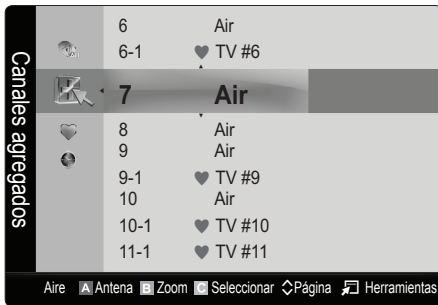 Canales agregados
6 Air
6-1 ♥ TV #6
7 Air
8 Air
9 Air
9-1 ♥ TV #9
10 Air
10-1 ♥ TV #10
11-1 ♥ TV #11
Aire A Antena B Zoom C Seleccionar Página Herramientas